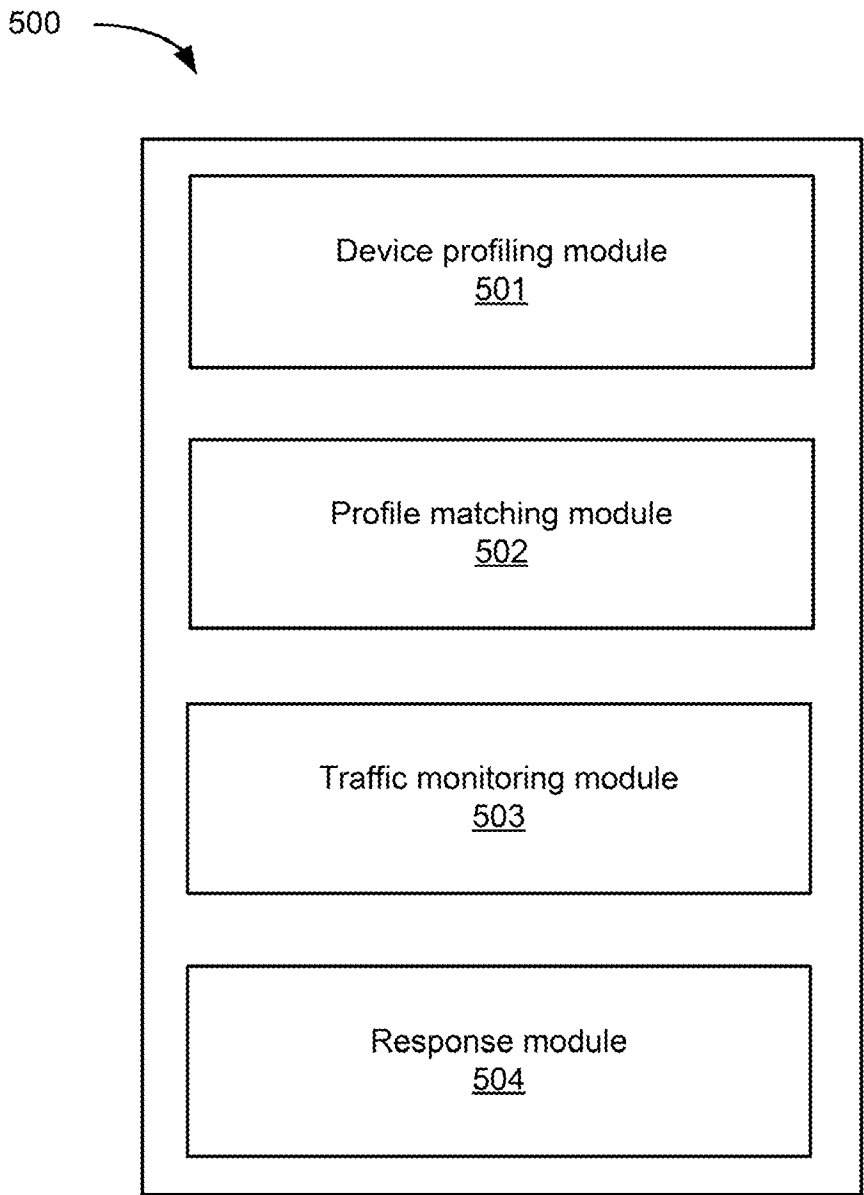 500
Device profiling module
501
Profile matching module
502
Traffic monitoring module
503
Response module
504